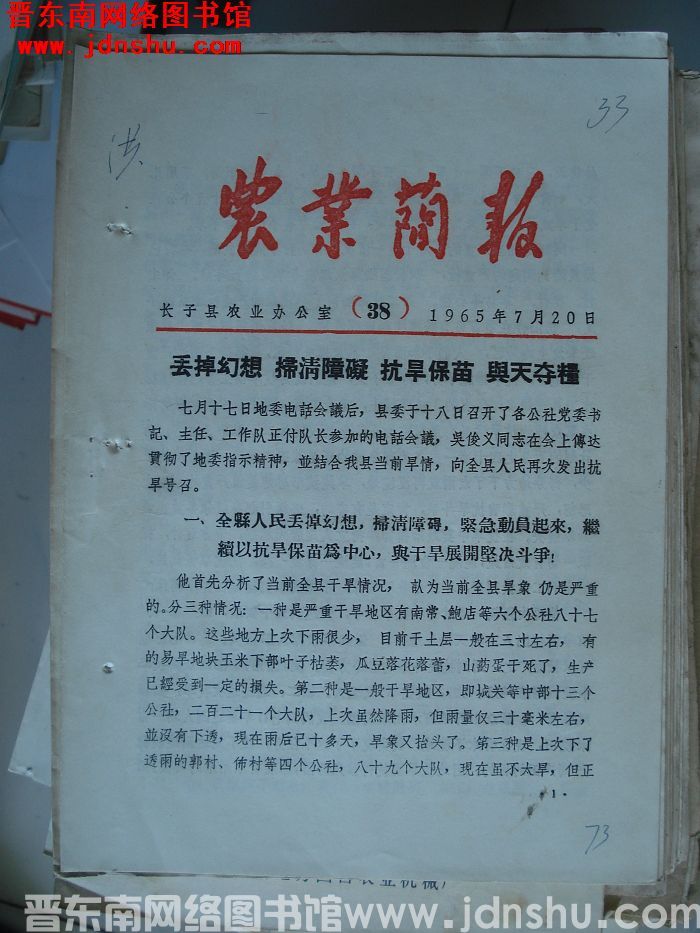 晋东南网络图书馆
www.jdnshu.com
33
洪
農業簡報
长子县农业办公室 (38) 1965年7月20日
丢掉幻想 掃清障礙 抗旱保苗 與天夺糧
七月十七日地委电話会議后，县委于十八日召开了各公社党委书
記、主任、工作队正付队长参加的电話会議，吳俊义同志在会上傳达
貫彻了地委指示精神，並結合我县当前旱情，向全县人民再次发出抗
旱号召。
一、全縣人民丢掉幻想，掃清障碍，緊急動員起來，繼
續以抗旱保苗爲中心，與干旱展開堅决斗爭！
他首先分析了当前全县干旱情况， 訙为当前全县旱象 仍是严重
的。分三种情况：一种是严重干旱地区有南常、鮑店等六个公社八十七
个大队。这些地方上次下雨很少， 目前干土层一般在三寸左右， 有
的易旱地块玉米下部叶子枯萎，瓜豆落花落蕾，山药蛋干死了，生产
已經受到一定的損失。第二种是一般干旱地区，即城关等中部十三个
公社，二百二十一个大队，上次虽然降雨，但雨量仅三十毫米左右，
並沒有下透，現在雨后已十多天，旱象又抬头了。第三种是上次下了
透雨的郭村、佈村等四个公社，八十九个大队，現在虽不太旱，但正
1·
73
晋东南网络图书馆www.jdnshu.com